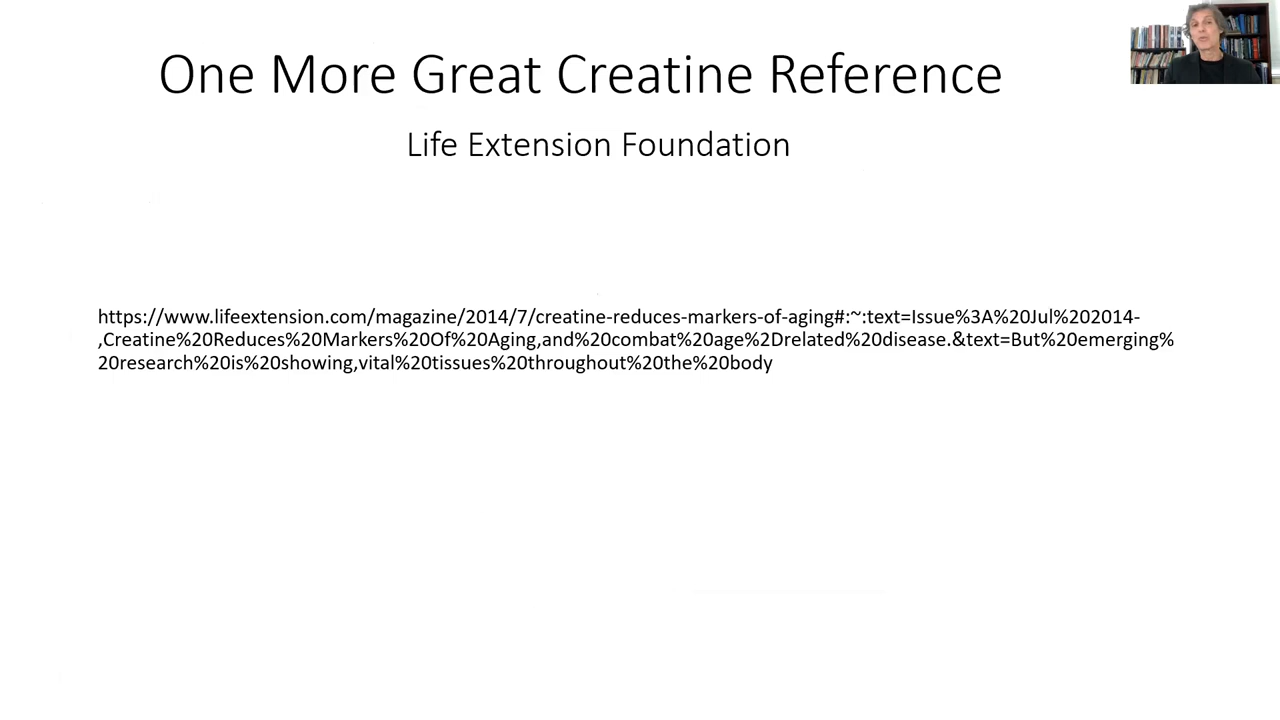 One More Great Creatine Reference
Life Extension Foundation
https://www.lifeextension.com/magazine/2014/7/creatine-reduces-markers-of-aging#:~:text=Issue%3A%20Jul%202014-
,Creatine%20Reduces%20Markers%20Of%20Aging,and%20combat%20age%2Drelated%20disease.&text=But%20emerging%
20research%20is%20showing,vital%20tissues%20throughout%20the%20body